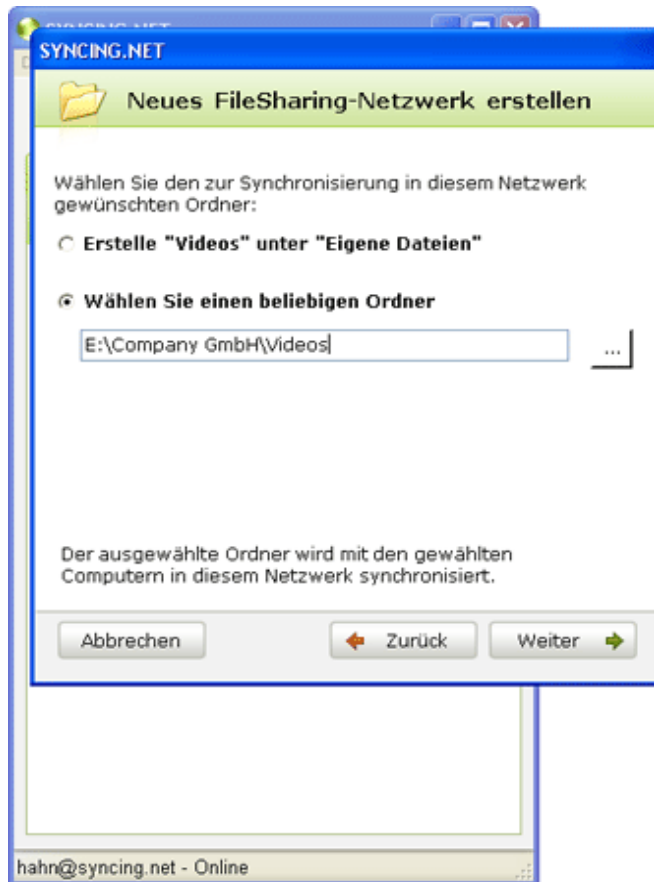 SYNCING.NET
SYNCING.NET
Neues FileSharing-Netzwerk erstellen
Wählen Sie den zur Synchronisierung in diesem Netzwerk
gewünschten Ordner:
Erstelle "Videos" unter "Eigene Dateien"
Wählen Sie einen beliebigen Ordner
E:\Company GmbH\Videos
...
Der ausgewählte Ordner wird mit den gewählten
Computern in diesem Netzwerk synchronisiert.
Abbrechen
Zurück
Weiter
hahn@syncing.net - Online